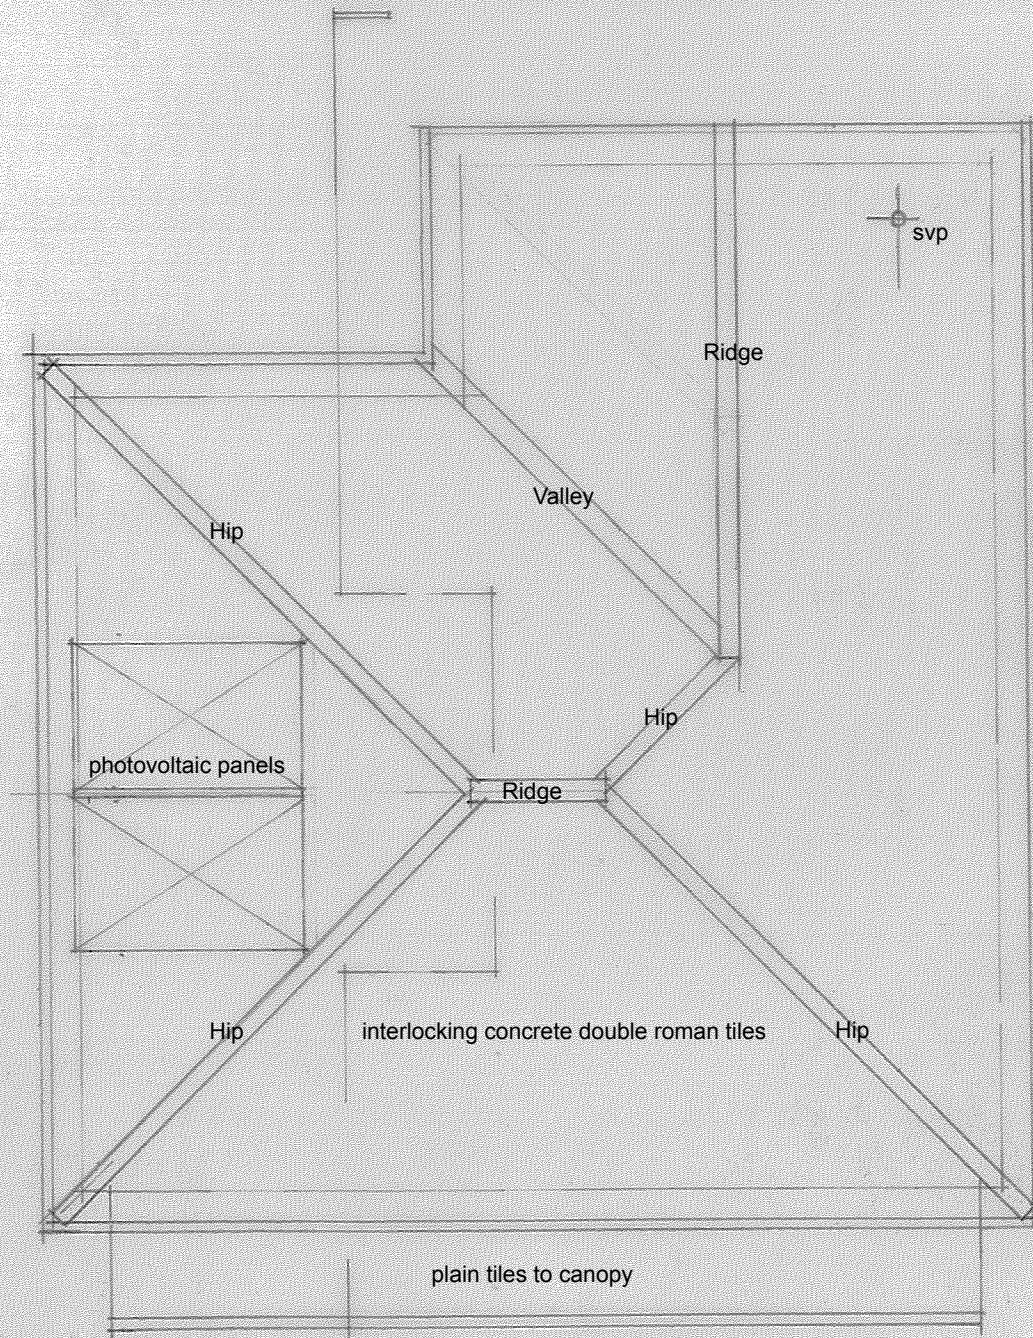 svp
Ridge
Valley
Hip
Hip
photovoltaic panels
Ridge
Hip
interlocking concrete double roman tiles
Hip
plain tiles to canopy